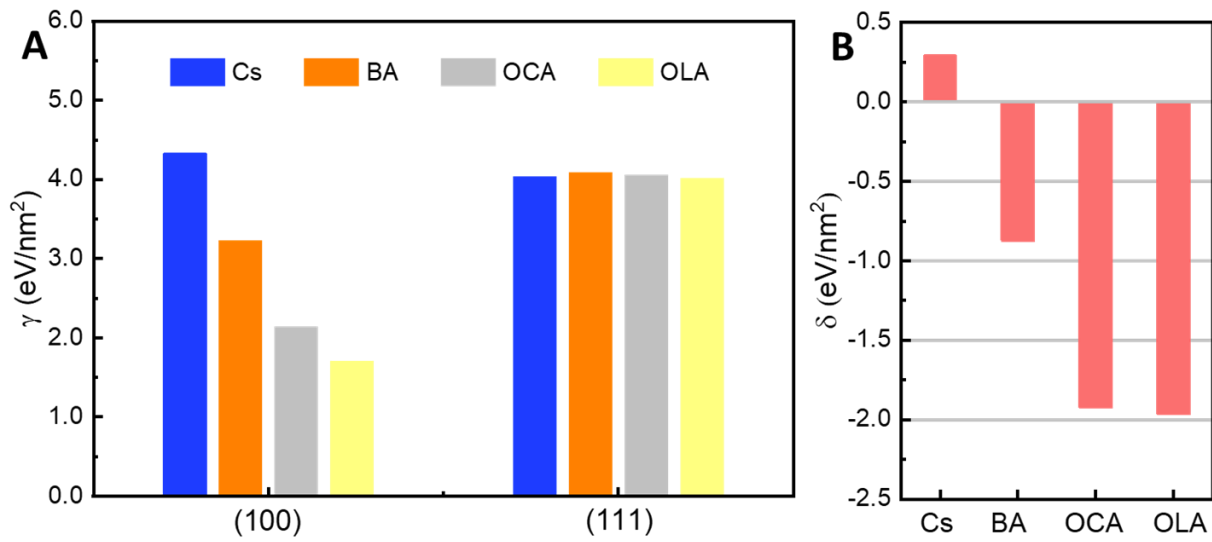 A
γ (eV/nm²)
6.0
5.0
4.0
3.0
2.0
1.0
0.0
Cs BA OCA OLA
(100) (111)
B
δ (eV/nm²)
0.5
0.0
-0.5
-1.0
-1.5
-2.0
-2.5
Cs BA OCA OLA